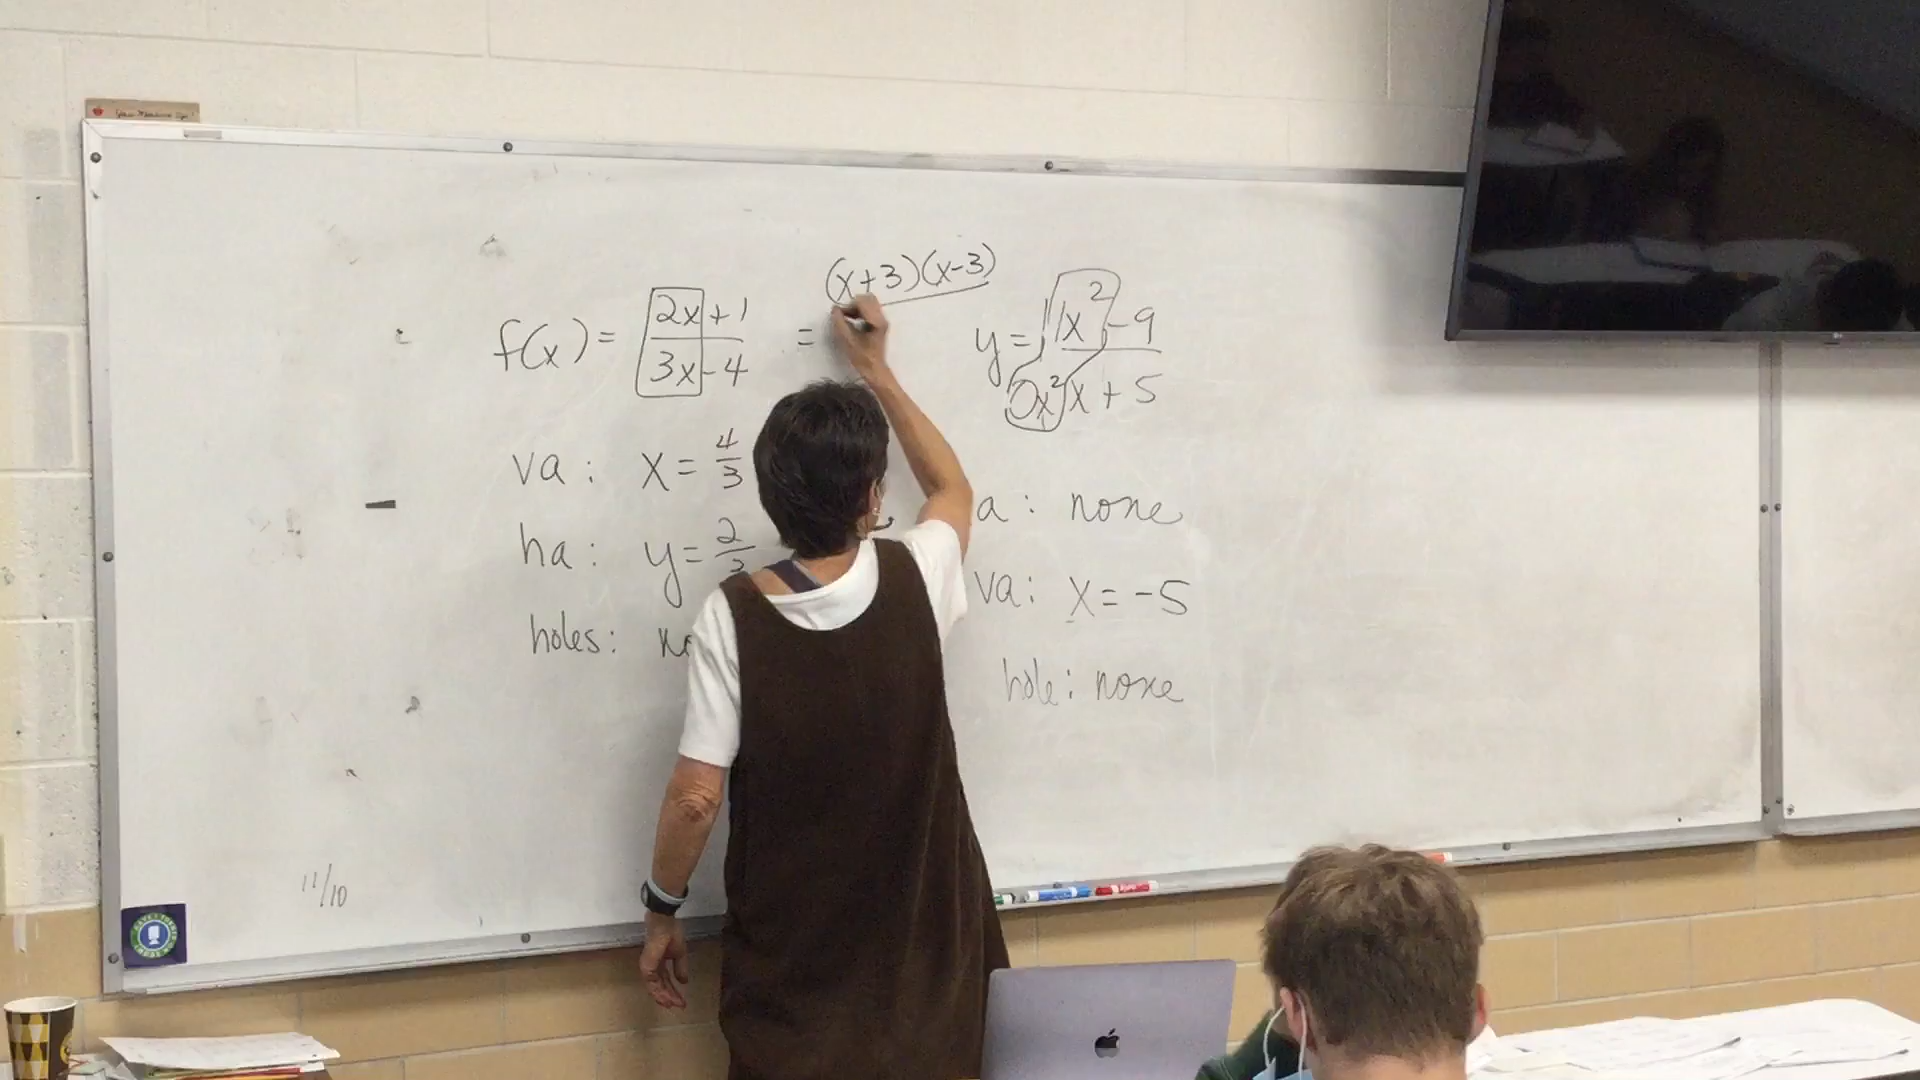 (x+3)(x-3)
f(x) = 2x+1 / 3x-4 =
y = 1x²-9 / 0x² x+5
va: x = 4/3
a: none
ha: y = 2/
va: x = -5
holes:
hole: none
11/10